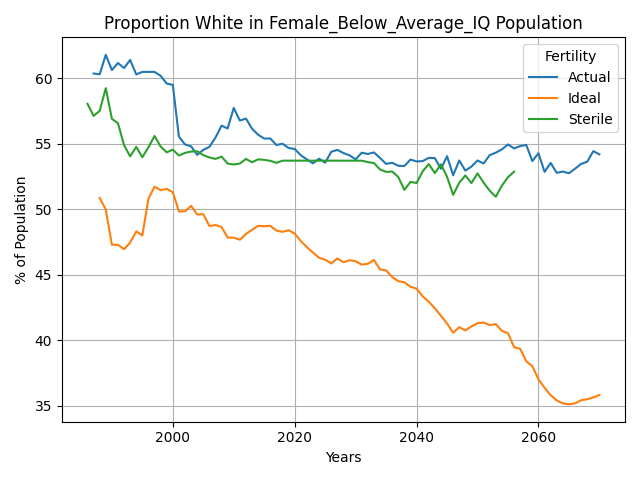 Proportion White in Female_Below_Average_IQ Population
% of Population
60
55
50
45
40
35
Fertility
Actual
Ideal
Sterile
2000
2020
2040
2060
Years